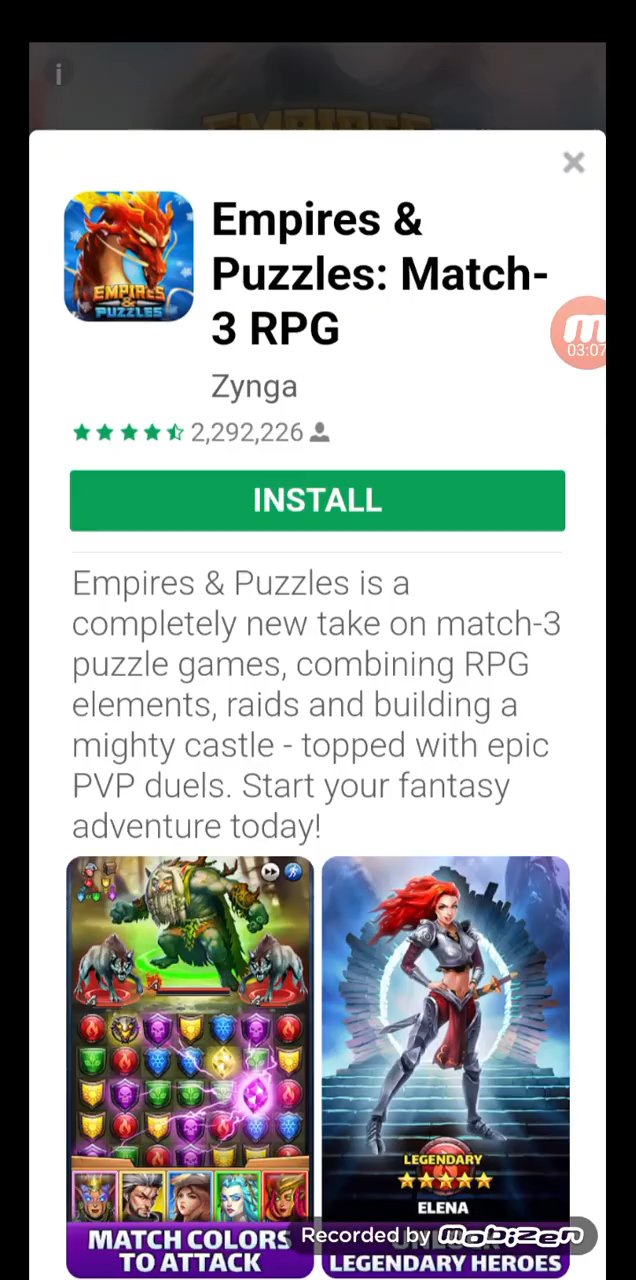 i
EMPIRES
Empires &
Puzzles: Match-
3 RPG
EMPIRES
&
PUZZLES
03:07
Zynga
2,292,226
INSTALL
Empires & Puzzles is a
completely new take on match-3
puzzle games, combining RPG
elements, raids and building a
mighty castle - topped with epic
PVP duels. Start your fantasy
adventure today!
LEGENDARY
ELENA
MATCH COLORS
TO ATTACK
Recorded by Mobizen
LEGENDARY HEROES